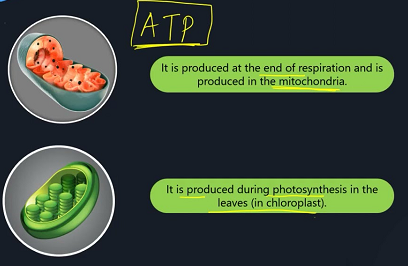 ATP
It is produced at the end of respiration and is
produced in the mitochondria.
It is produced during photosynthesis in the
leaves (in chloroplast).